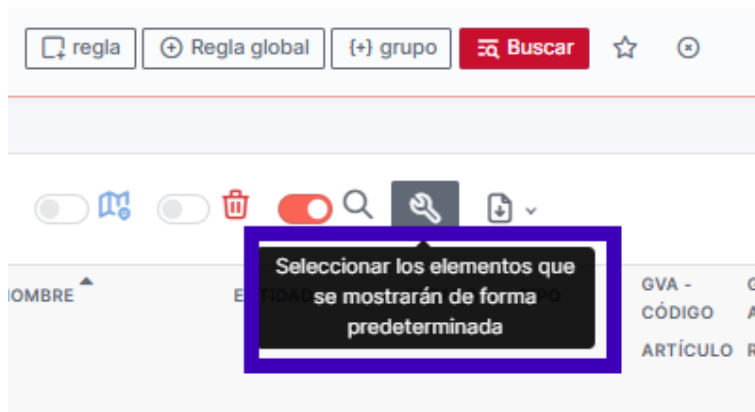 regla
Regla global
{+} grupo
Buscar
Seleccionar los elementos que
se mostrarán de forma
predeterminada
OMBRE
GVA -
CÓDIGO
ARTÍCULO